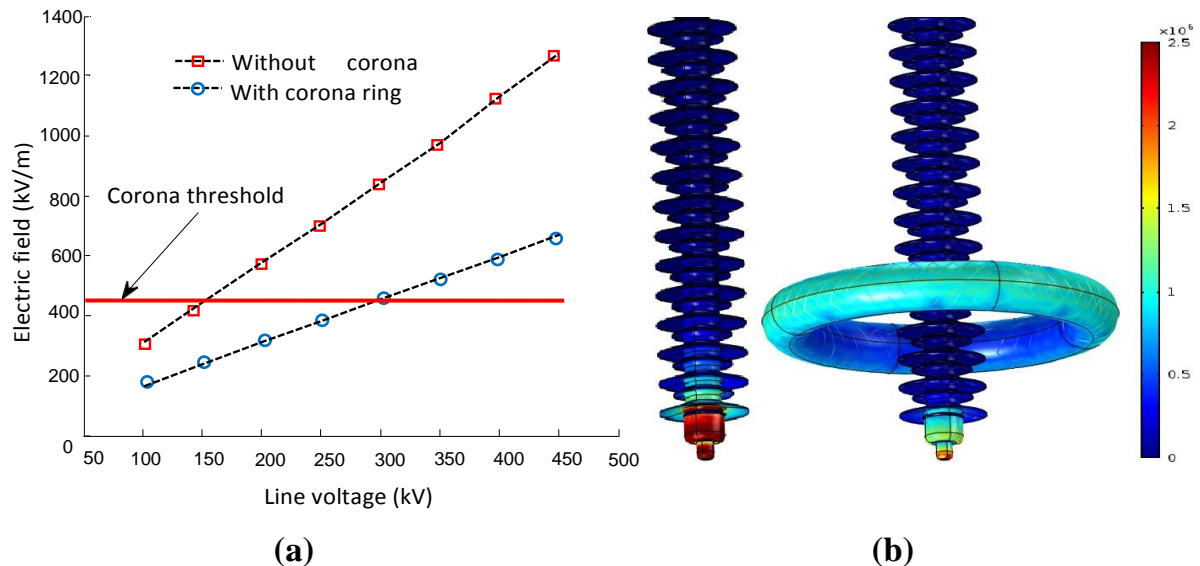 1400
1200
1000
800
600
400
200
0
Electric field (kV/m)
Without corona
With corona ring
Corona threshold
50 100 150 200 250 300 350 400 450 500
Line voltage (kV)
(a)
×10⁶
2.5
2
1.5
1
0.5
0
(b)